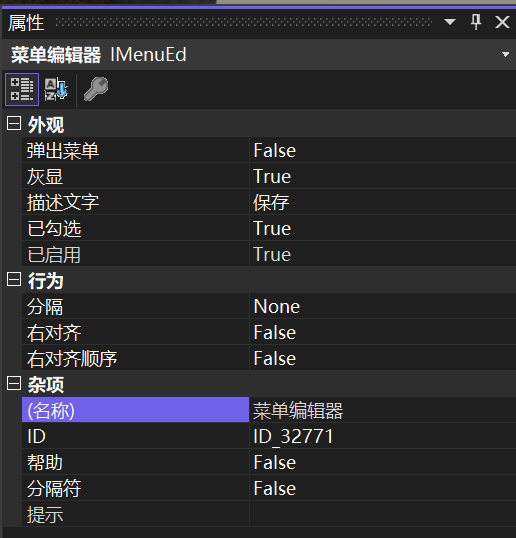 属性
菜单编辑器 IMenuEd
外观
弹出菜单 False
灰显 True
描述文字 保存
已勾选 True
已启用 True
行为
分隔 None
右对齐 False
右对齐顺序 False
杂项
(名称) 菜单编辑器
ID ID_32771
帮助 False
分隔符 False
提示